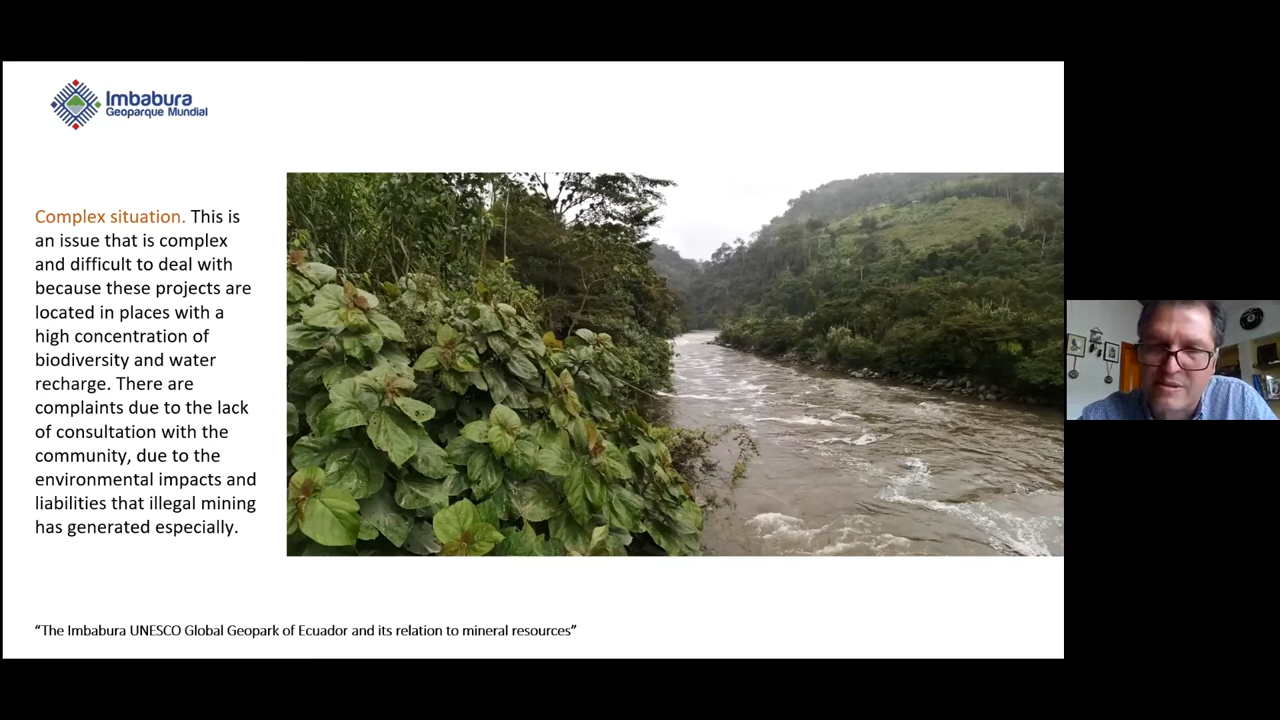 Imbabura
Geoparque Mundial
Complex situation. This is
an issue that is complex
and difficult to deal with
because these projects are
located in places with a
high concentration of
biodiversity and water
recharge. There are
complaints due to the lack
of consultation with the
community, due to the
environmental impacts and
liabilities that illegal mining
has generated especially.
“The Imbabura UNESCO Global Geopark of Ecuador and its relation to mineral resources”